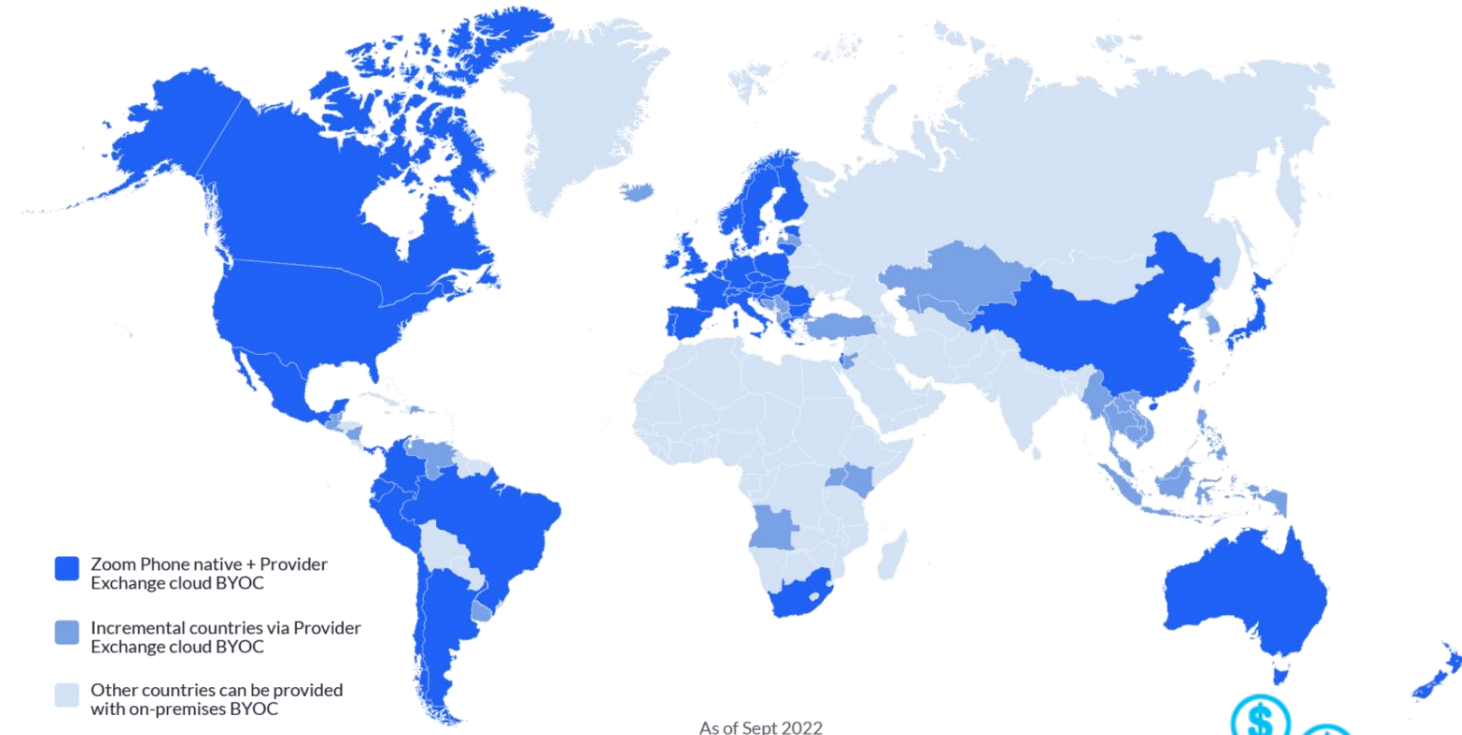 Zoom Phone native + Provider
Exchange cloud BYOC
Incremental countries via Provider
Exchange cloud BYOC
Other countries can be provided
with on-premises BYOC
As of Sept 2022
$